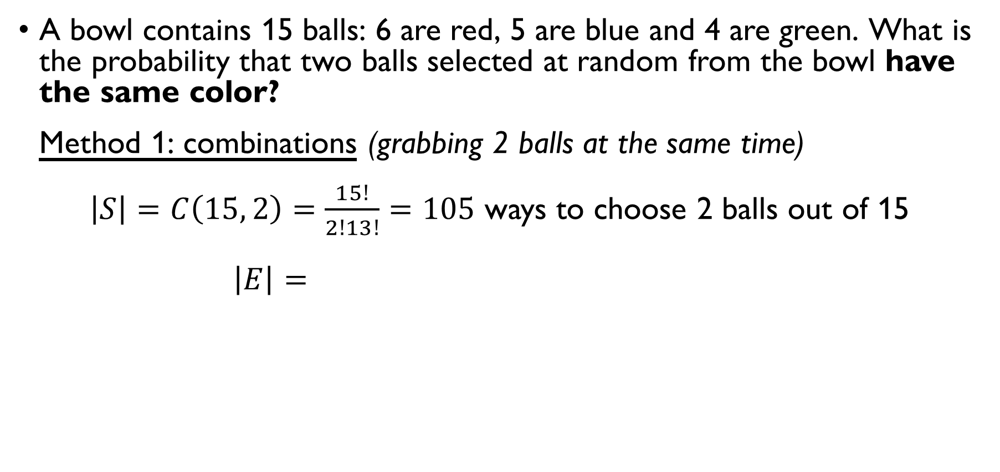 • A bowl contains 15 balls: 6 are red, 5 are blue and 4 are green. What is
the probability that two balls selected at random from the bowl have
the same color?
Method 1: combinations (grabbing 2 balls at the same time)
|S| = C(15, 2) = 15!/2!13! = 105 ways to choose 2 balls out of 15
|E| =